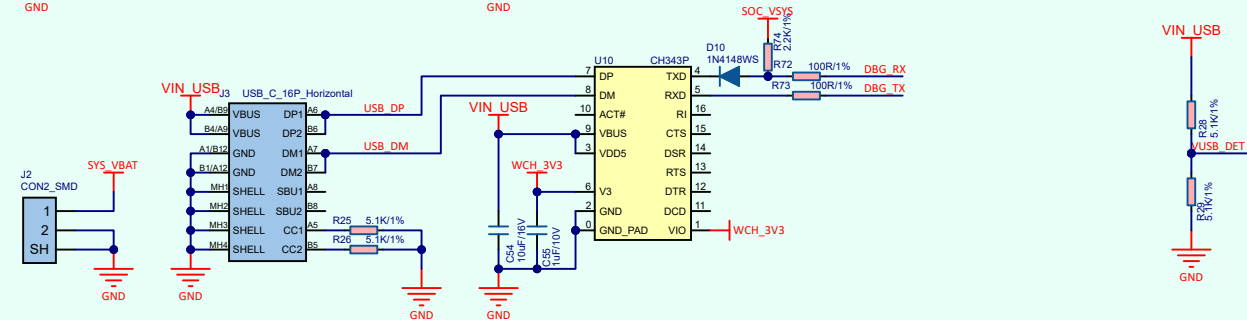 GND
GND
J2
CON2_SMD
1
2
SH
SYS_VBAT
GND
VIN_USB
J3
USB_C_16P_Horizontal
A4/B9 VBUS DP1 A6
B4/A9 VBUS DP2 B6
A1/B12 GND DM1 A7
B1/A12 GND DM2 B7
MH1 SHELL SBU1 A8
MH2 SHELL SBU2 B8
MH3 SHELL CC1 A5
MH4 SHELL CC2 B5
GND
USB_DP
USB_DM
R25 5.1K/1%
R26 5.1K/1%
GND
VIN_USB
WCH_3V3
C54
10uF/16V
C55
1uF/10V
GND
U10
CH343P
7 DP TXD 4
8 DM RXD 5
10 ACT# RI 16
9 VBUS CTS 15
3 VDD5 DSR 14
RTS 13
6 V3 DTR 12
2 GND DCD 11
0 GND_PAD VIO 1
WCH_3V3
SOC_VSYS
R74
2.2K/1%
D10
1N4148WS
R72
100R/1%
DBG_RX
R73
100R/1%
DBG_TX
VIN_USB
R28
5.1K/1%
VUSB_DET
R29
5.1K/1%
GND